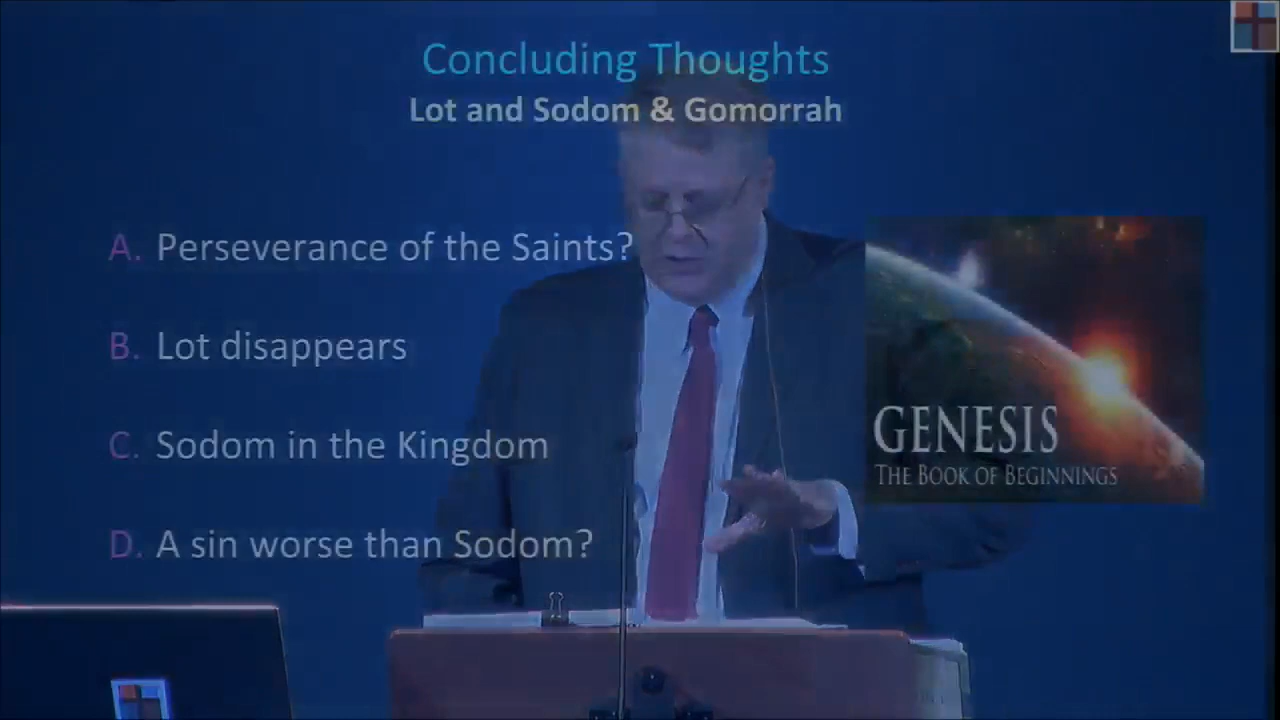 Concluding Thoughts
Lot and Sodom & Gomorrah
A. Perseverance of the Saints?
B. Lot disappears
C. Sodom in the Kingdom
D. A sin worse than Sodom?
GENESIS
THE BOOK OF BEGINNINGS